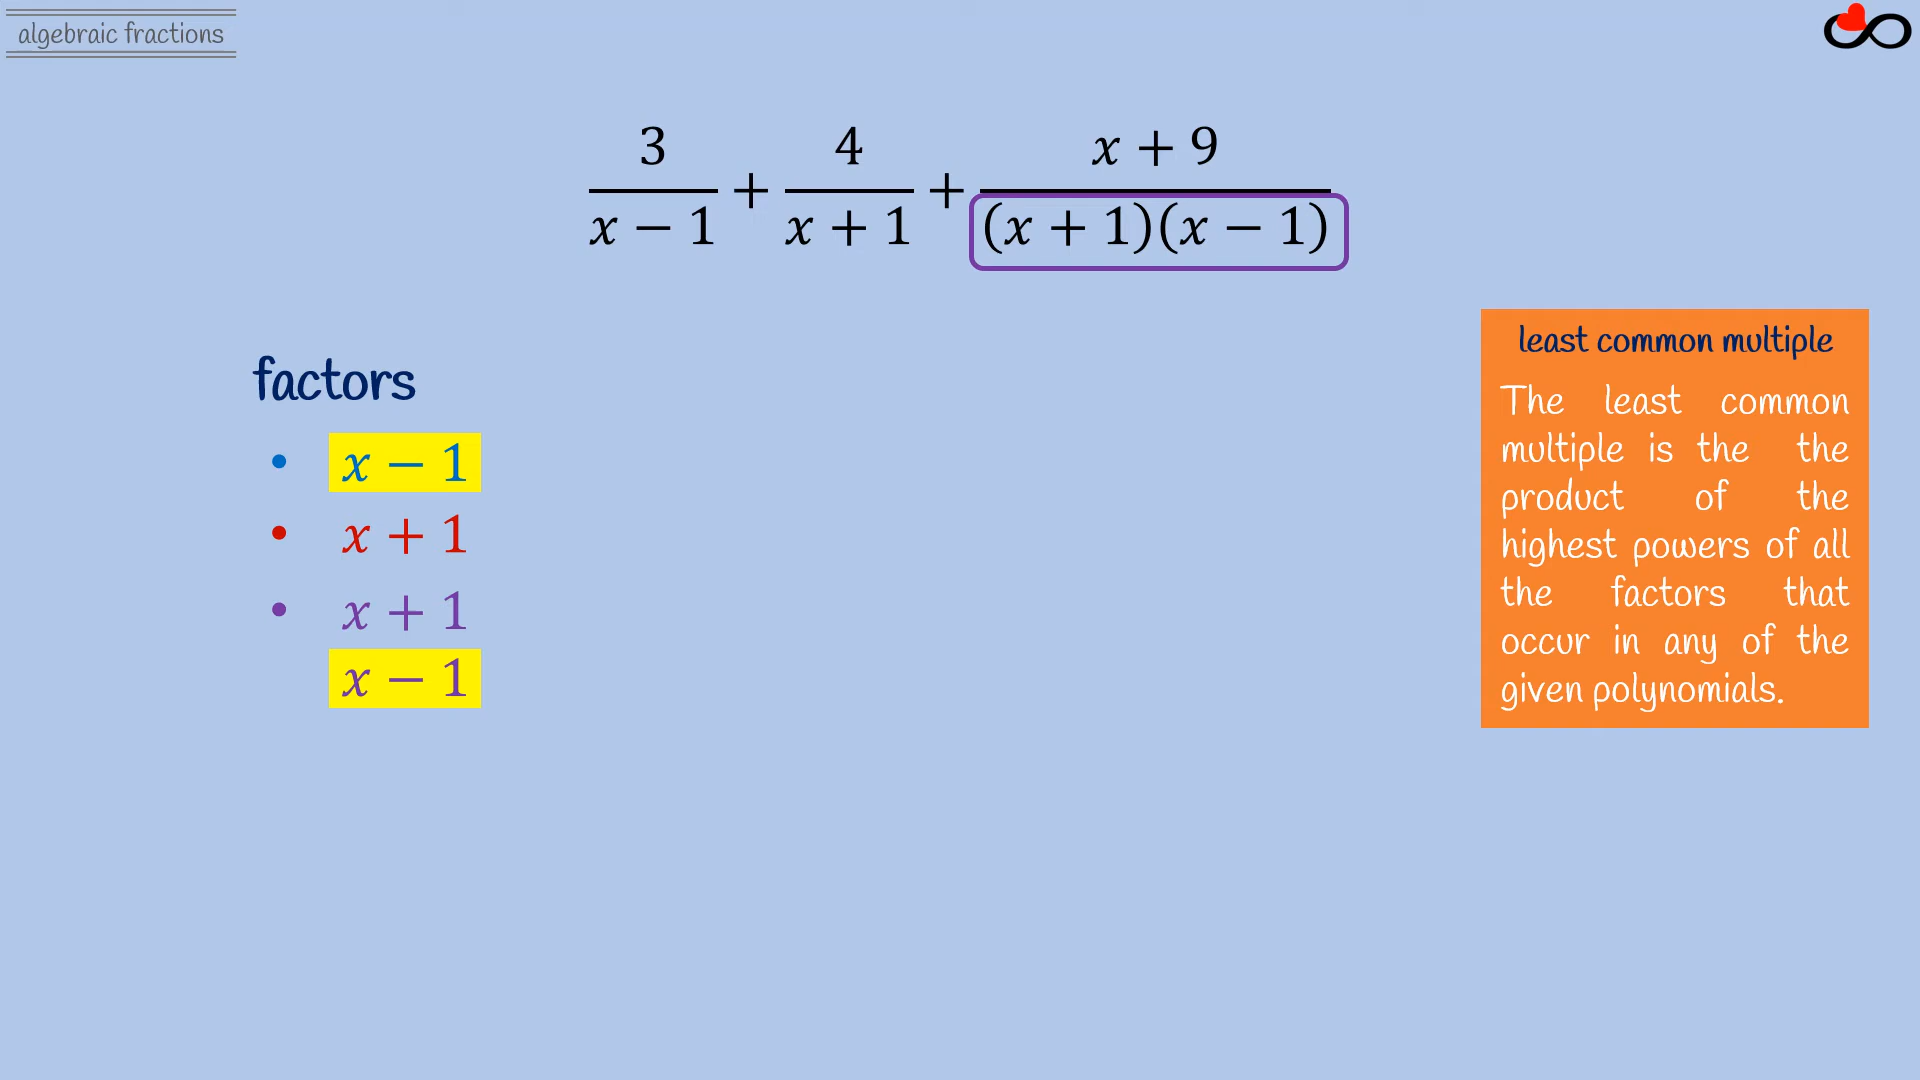 algebraic fractions
3/(x − 1) + 4/(x + 1) + (x + 9)/((x + 1)(x − 1))
factors
• x − 1
• x + 1
• x + 1
x − 1
least common multiple
The least common
multiple is the the
product of the
highest powers of all
the factors that
occur in any of the
given polynomials.